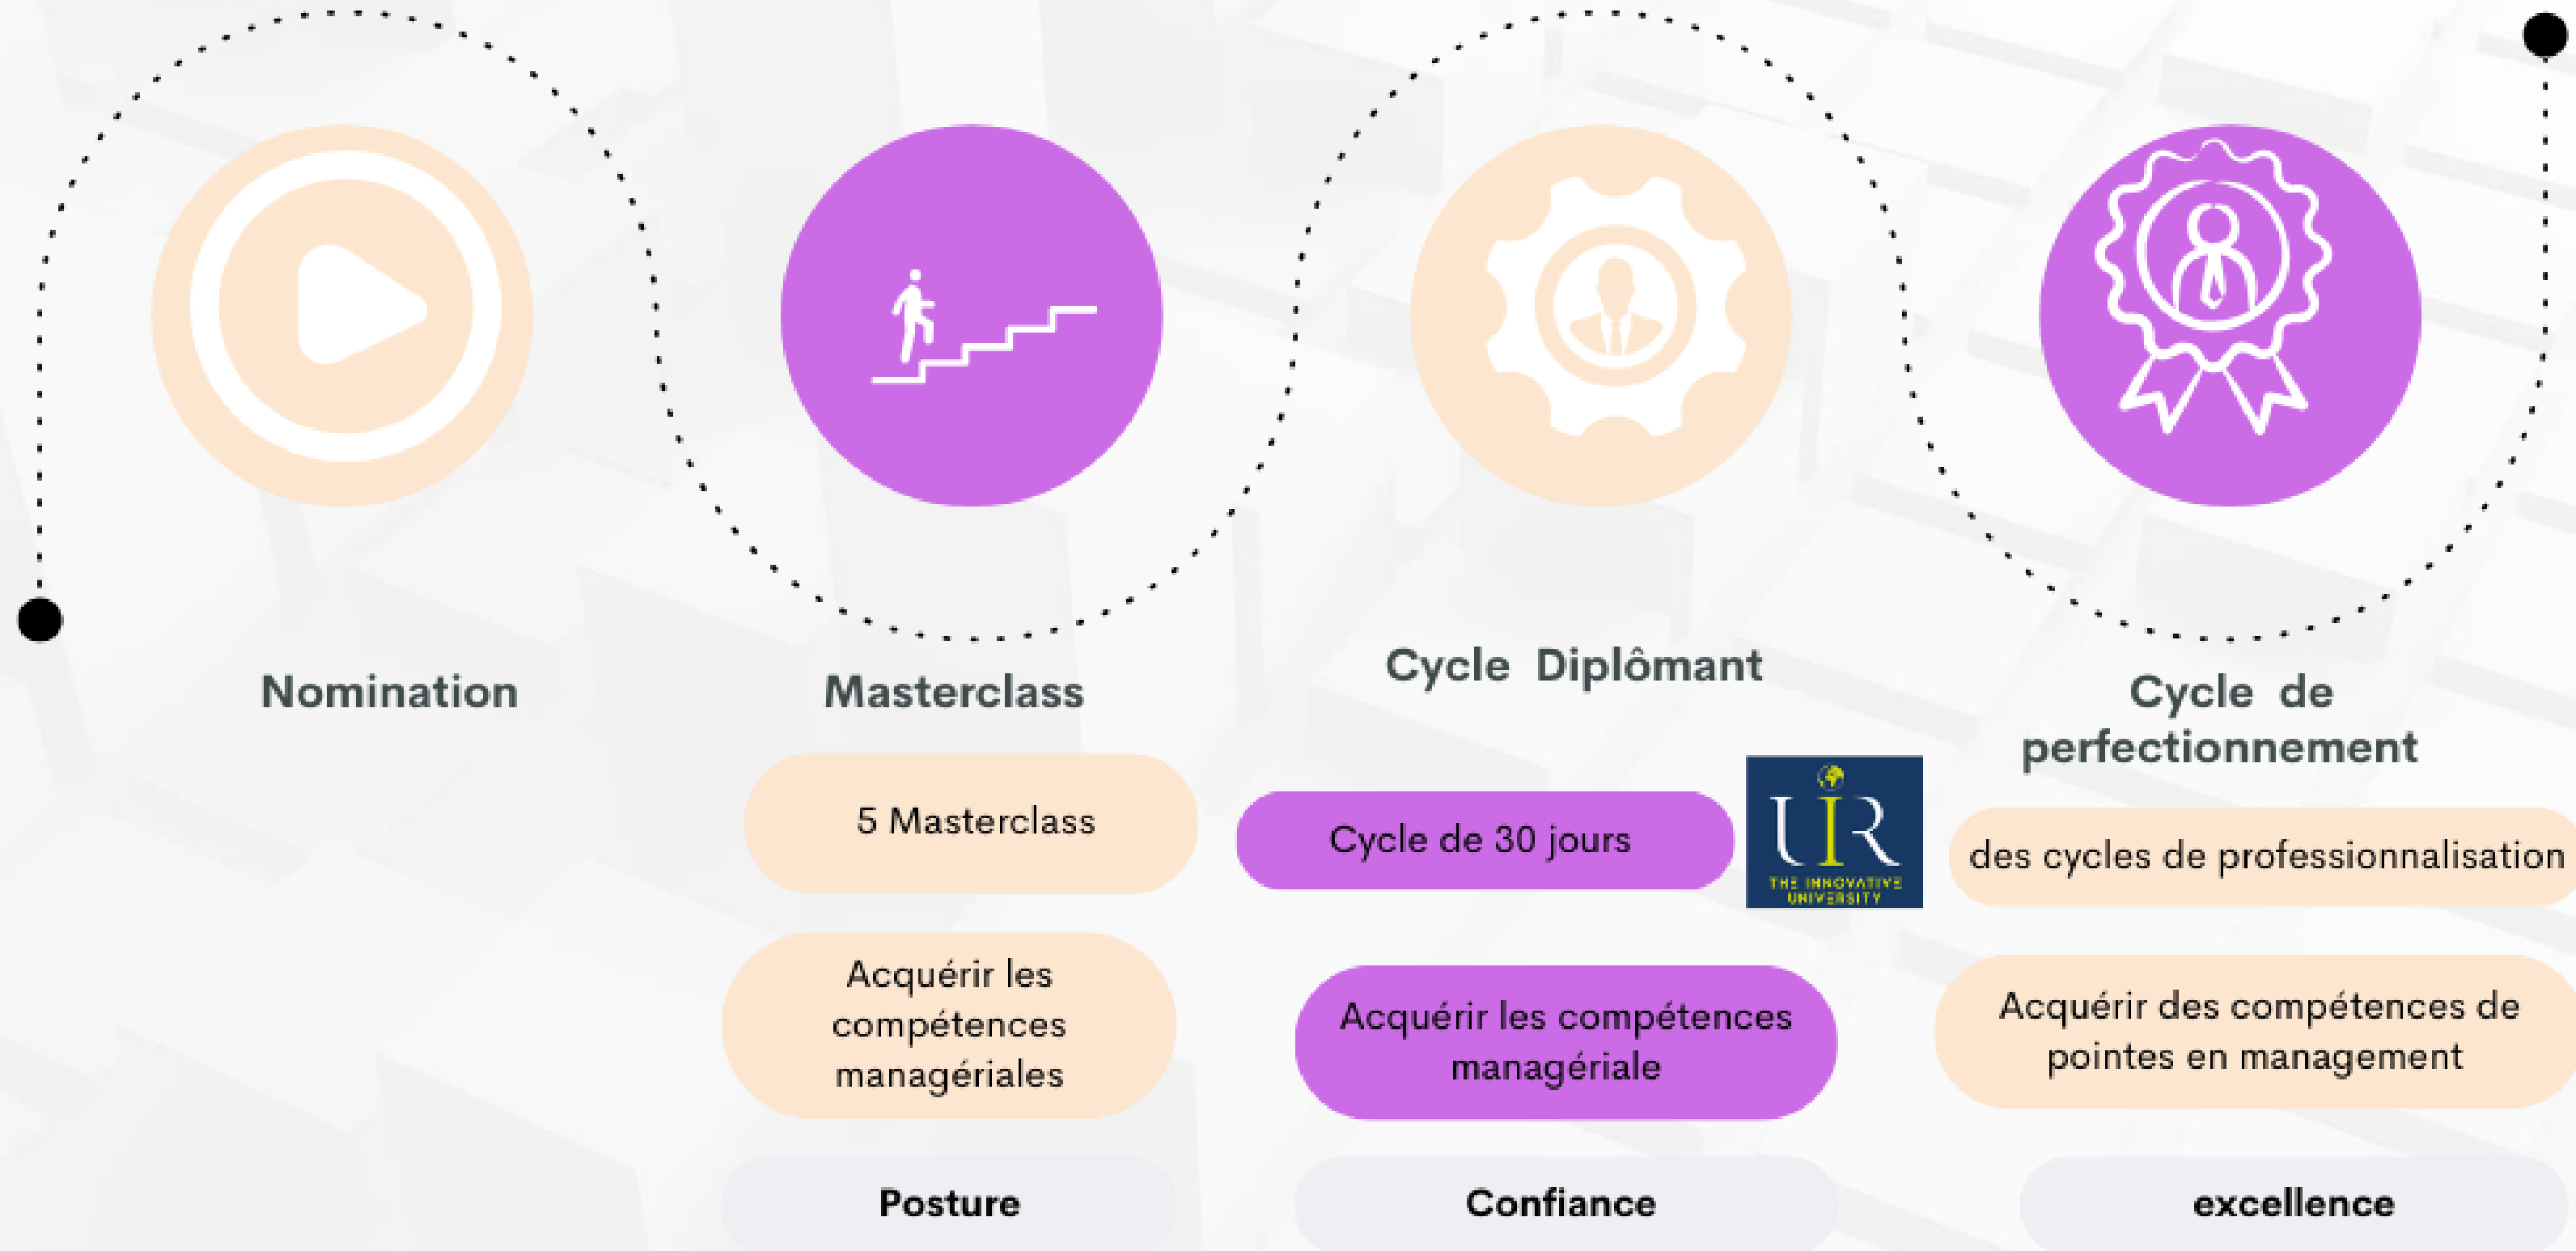 Nomination
Masterclass
5 Masterclass
Acquérir les
compétences
managériales
Posture
Cycle Diplômant
Cycle de 30 jours
UIR
THE INNOVATIVE
UNIVERSITY
Acquérir les compétences
managériale
Confiance
Cycle de
perfectionnement
des cycles de professionnalisation
Acquérir des compétences de
pointes en management
excellence